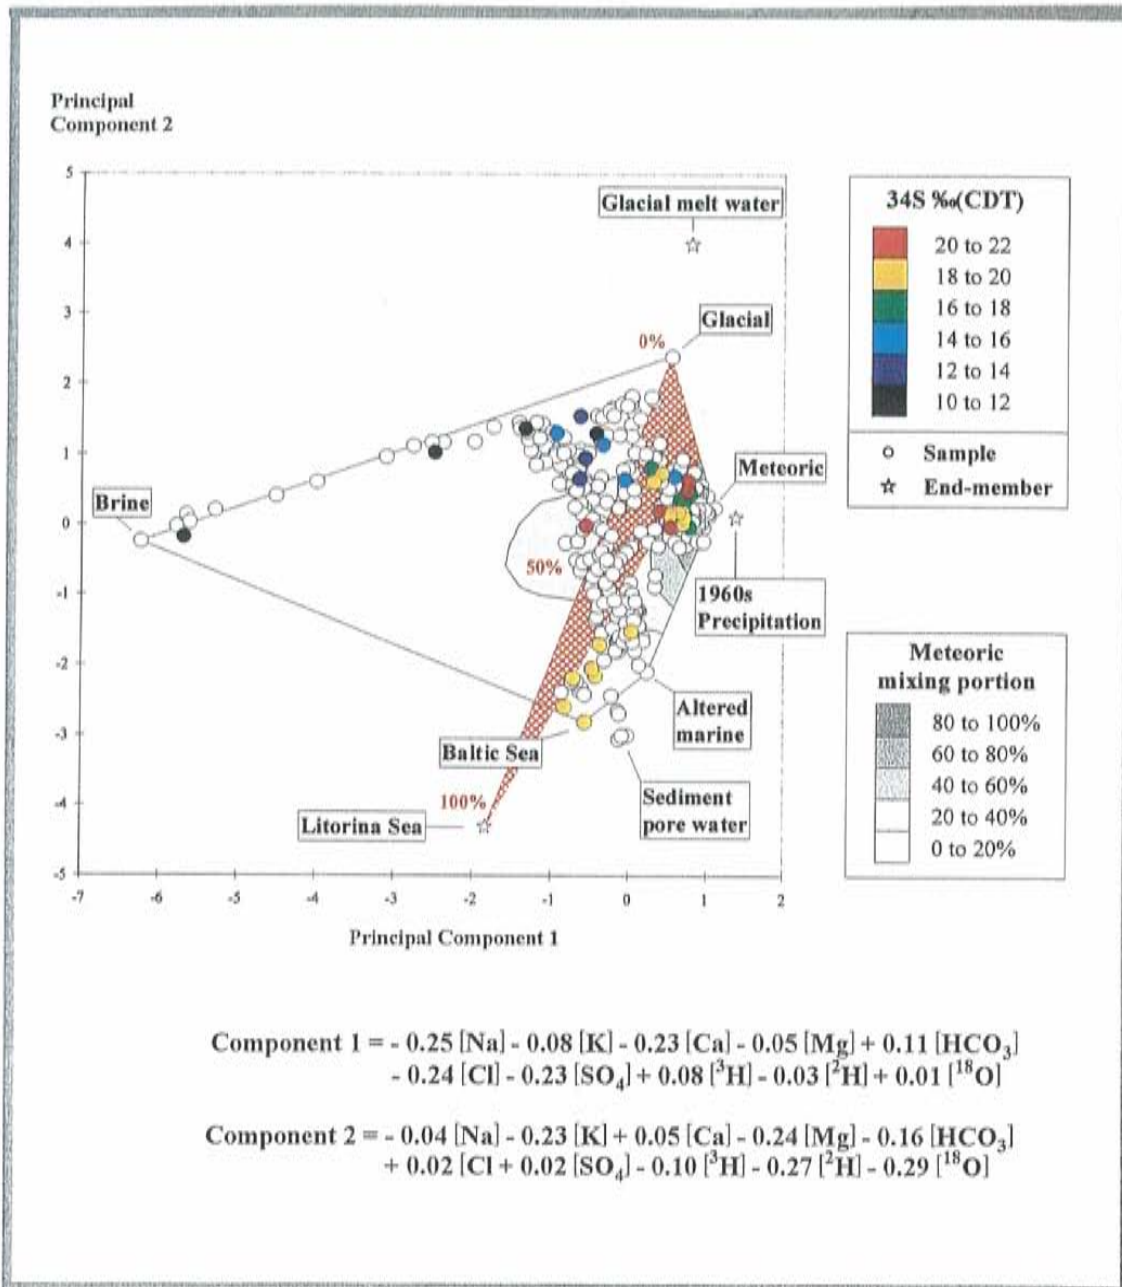 Principal
Component 2
5
4
3
2
1
0
-1
-2
-3
-4
-5
-7
-6
-5
-4
-3
-2
-1
0
1
2
Principal Component 1
Glacial melt water
Glacial
0%
Meteoric
Brine
50%
1960s
Precipitation
Altered
marine
Baltic Sea
100%
Litorina Sea
Sediment
pore water
34S ‰(CDT)
20 to 22
18 to 20
16 to 18
14 to 16
12 to 14
10 to 12
Sample
End-member
Meteoric
mixing portion
80 to 100%
60 to 80%
40 to 60%
20 to 40%
0 to 20%
Component 1 = - 0.25 [Na] - 0.08 [K] - 0.23 [Ca] - 0.05 [Mg] + 0.11 [HCO₃]
- 0.24 [Cl] - 0.23 [SO₄] + 0.08 [³H] - 0.03 [²H] + 0.01 [¹⁸O]
Component 2 = - 0.04 [Na] - 0.23 [K] + 0.05 [Ca] - 0.24 [Mg] - 0.16 [HCO₃]
+ 0.02 [Cl + 0.02 [SO₄] - 0.10 [³H] - 0.27 [²H] - 0.29 [¹⁸O]